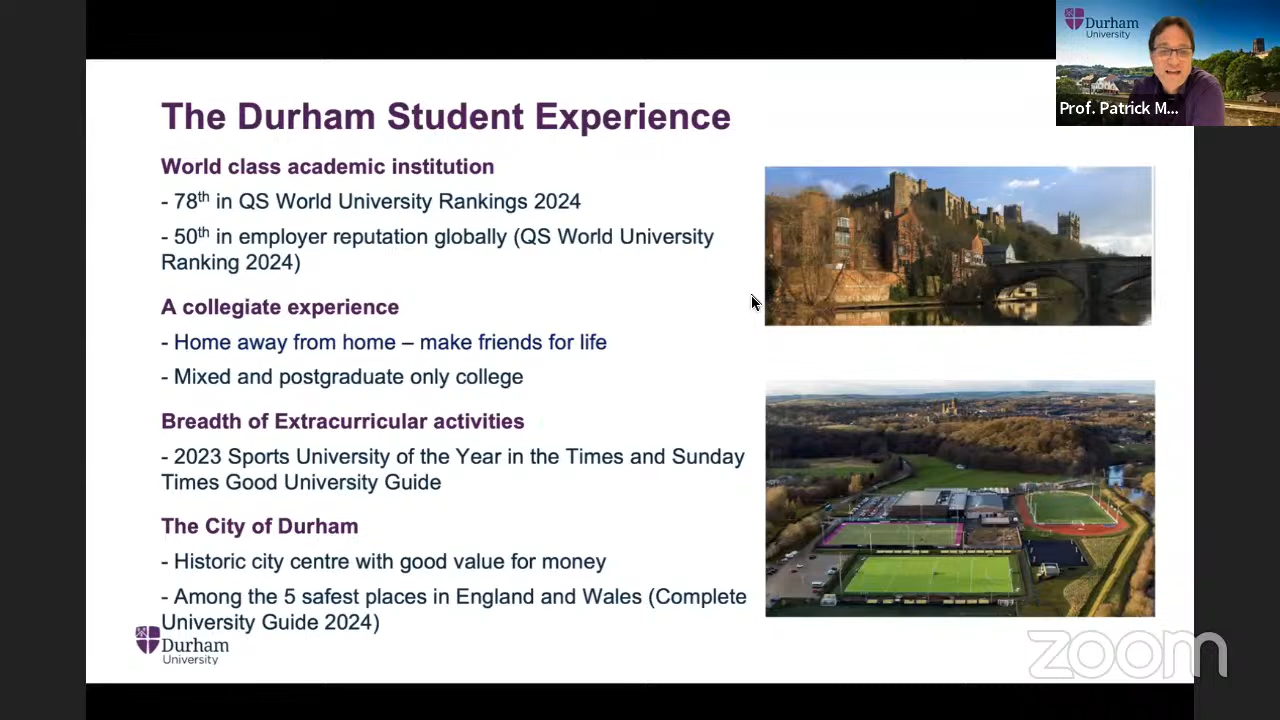 Durham
University
Prof. Patrick M...
The Durham Student Experience
World class academic institution
- 78th in QS World University Rankings 2024
- 50th in employer reputation globally (QS World University
Ranking 2024)
A collegiate experience
- Home away from home – make friends for life
- Mixed and postgraduate only college
Breadth of Extracurricular activities
- 2023 Sports University of the Year in the Times and Sunday
Times Good University Guide
The City of Durham
- Historic city centre with good value for money
- Among the 5 safest places in England and Wales (Complete
University Guide 2024)
Durham
University
zoom